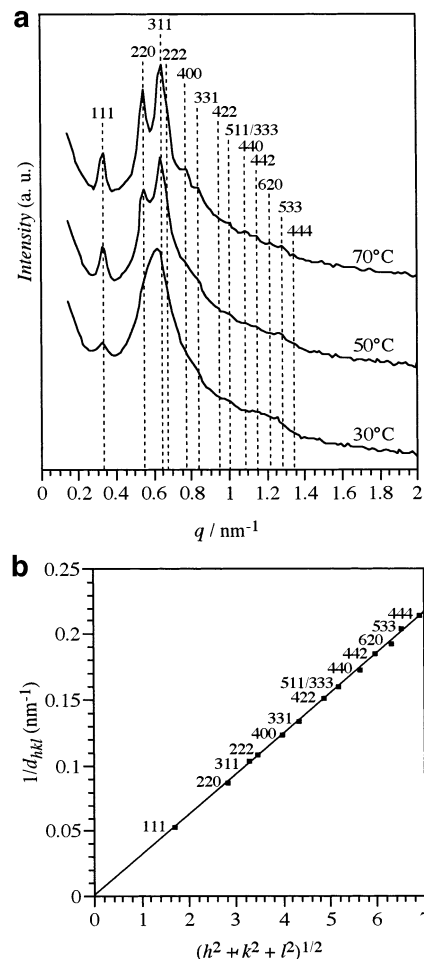 a
311
220
222
400
111
331
422
511/333
440
442
620
533
444
70°C
50°C
30°C
Intensity (a. u.)
0 0.2 0.4 0.6 0.8 1 1.2 1.4 1.6 1.8 2
q / nm⁻¹
b
0.25
0.2
0.15
0.1
0.05
0
1/d_hkl (nm⁻¹)
444
533
620
442
440
511/333
422
331
400
222
311
220
111
0 1 2 3 4 5 6 7
(h² + k² + l²)^1/2